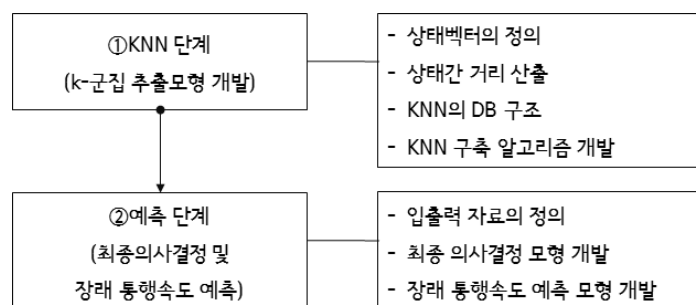 ①KNN 단계
(k-군집 추출모형 개발)
- 상태벡터의 정의
- 상태간 거리 산출
- KNN의 DB 구조
- KNN 구축 알고리즘 개발
②예측 단계
(최종의사결정 및
장래 통행속도 예측)
- 입출력 자료의 정의
- 최종 의사결정 모형 개발
- 장래 통행속도 예측 모형 개발